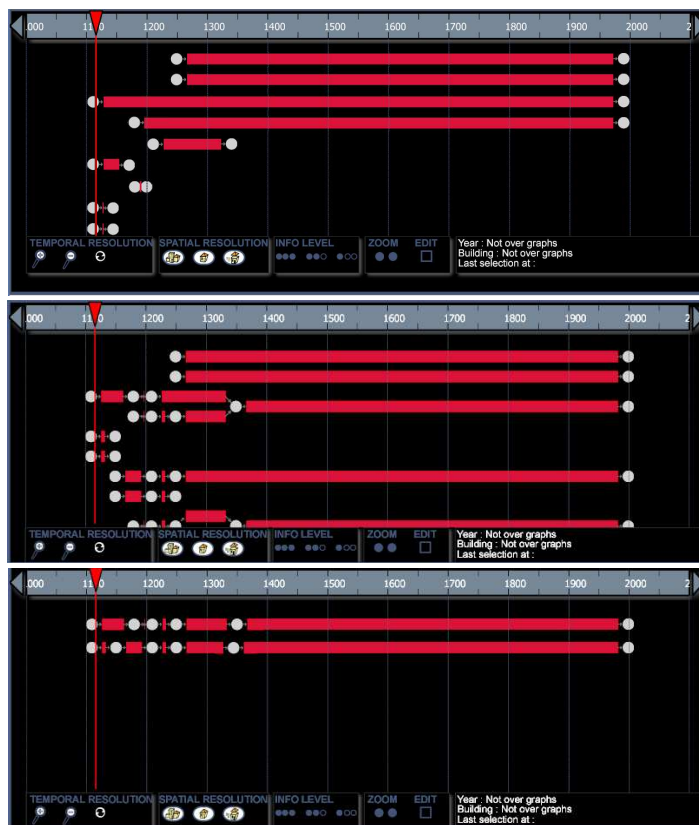 000 1100 1200 1300 1400 1500 1600 1700 1800 1900 2000 2
TEMPORAL RESOLUTION SPATIAL RESOLUTION INFO LEVEL ZOOM EDIT Year : Not over graphs
Building : Not over graphs
Last selection at :
000 1100 1200 1300 1400 1500 1600 1700 1800 1900 2000 2
TEMPORAL RESOLUTION SPATIAL RESOLUTION INFO LEVEL ZOOM EDIT Year : Not over graphs
Building : Not over graphs
Last selection at :
000 1100 1200 1300 1400 1500 1600 1700 1800 1900 2000 2
TEMPORAL RESOLUTION SPATIAL RESOLUTION INFO LEVEL ZOOM EDIT Year : Not over graphs
Building : Not over graphs
Last selection at :